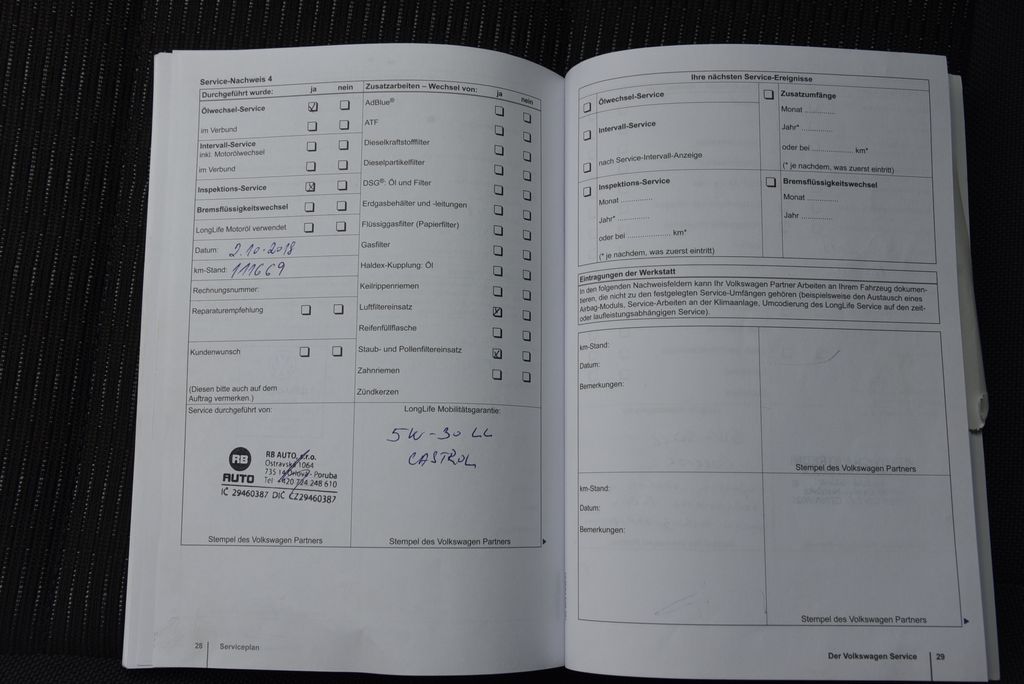 Service-Nachweis 4
Durchgeführt wurde: ja nein
Ölwechsel-Service
im Verbund
Intervall-Service
inkl. Motorölwechsel
im Verbund
Inspektions-Service
Bremsflüssigkeitswechsel
LongLife Motoröl verwendet
Datum: 2.10.2018
km-Stand: 111669
Rechnungsnummer:
Reparaturempfehlung
Kundenwunsch
(Diesen bitte auch auf dem
Auftrag vermerken.)
Zusatzarbeiten – Wechsel von: ja nein
AdBlue®
ATF
Dieselkraftstofffilter
Dieselpartikelfilter
DSG®: Öl und Filter
Erdgasbehälter und -leitungen
Flüssiggasfilter (Papierfilter)
Gasfilter
Haldex-Kupplung: Öl
Keilrippenriemen
Luftfiltereinsatz
Reifenfüllflasche
Staub- und Pollenfiltereinsatz
Zahnriemen
Zündkerzen
Service durchgeführt von:
RB
AUTO
RB AUTO, s.r.o.
Ostravská 1064
735 14 Orlová - Poruba
Tel +420 724 248 610
IČ 29460387 DIČ CZ29460387
Stempel des Volkswagen Partners
LongLife Mobilitätsgarantie:
5W-30 LL
CASTROL
Stempel des Volkswagen Partners
28 Serviceplan
Ihre nächsten Service-Ereignisse
Ölwechsel-Service
Intervall-Service
nach Service-Intervall-Anzeige
Zusatzumfänge
Monat ..............
Jahr* ..............
oder bei .................... km*
(* je nachdem, was zuerst eintritt)
Inspektions-Service
Monat ..............
Jahr* ..............
oder bei .................... km*
(* je nachdem, was zuerst eintritt)
Bremsflüssigkeitswechsel
Monat ..............
Jahr ..............
Eintragungen der Werkstatt
In den folgenden Nachweisfeldern kann Ihr Volkswagen Partner Arbeiten an Ihrem Fahrzeug dokumen-
tieren, die nicht zu den festgelegten Service-Umfängen gehören (beispielsweise den Austausch eines
Airbag-Moduls, Service-Arbeiten an der Klimaanlage, Umcodierung des LongLife Service auf den zeit-
oder laufleistungsabhängigen Service).
km-Stand:
Datum:
Bemerkungen:
Stempel des Volkswagen Partners
km-Stand:
Datum:
Bemerkungen:
Stempel des Volkswagen Partners
Der Volkswagen Service 29